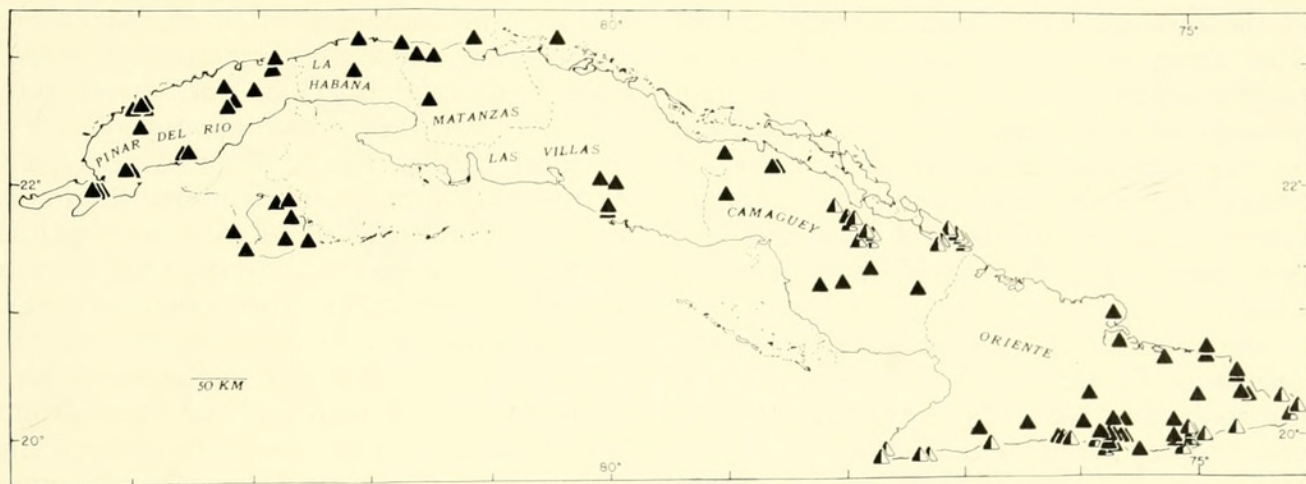 80°
75°
LA
HABANA
PINAR DEL RIO
MATANZAS
LAS VILLAS
22°
22°
CAMAGUEY
ORIENTE
50 KM
20°
20°
80°
75°